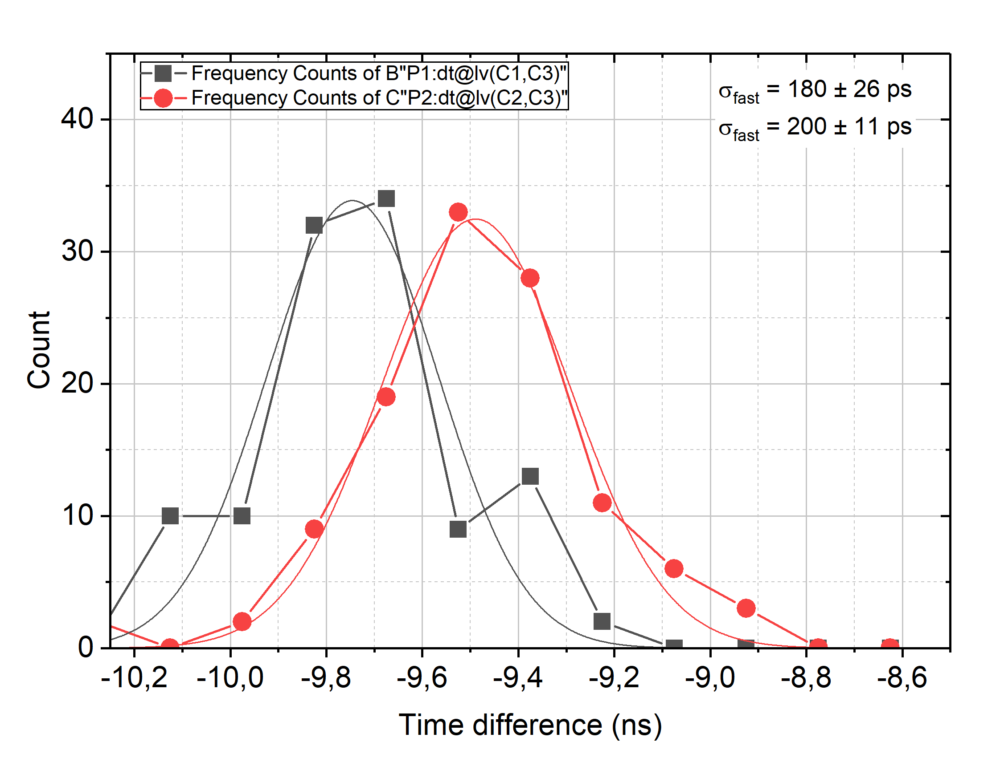 Frequency Counts of B"P1:dt@lv(C1,C3)"
Frequency Counts of C"P2:dt@lv(C2,C3)"
σfast = 180 ± 26 ps
σfast = 200 ± 11 ps
Count
40
30
20
10
0
-10,2 -10,0 -9,8 -9,6 -9,4 -9,2 -9,0 -8,8 -8,6
Time difference (ns)